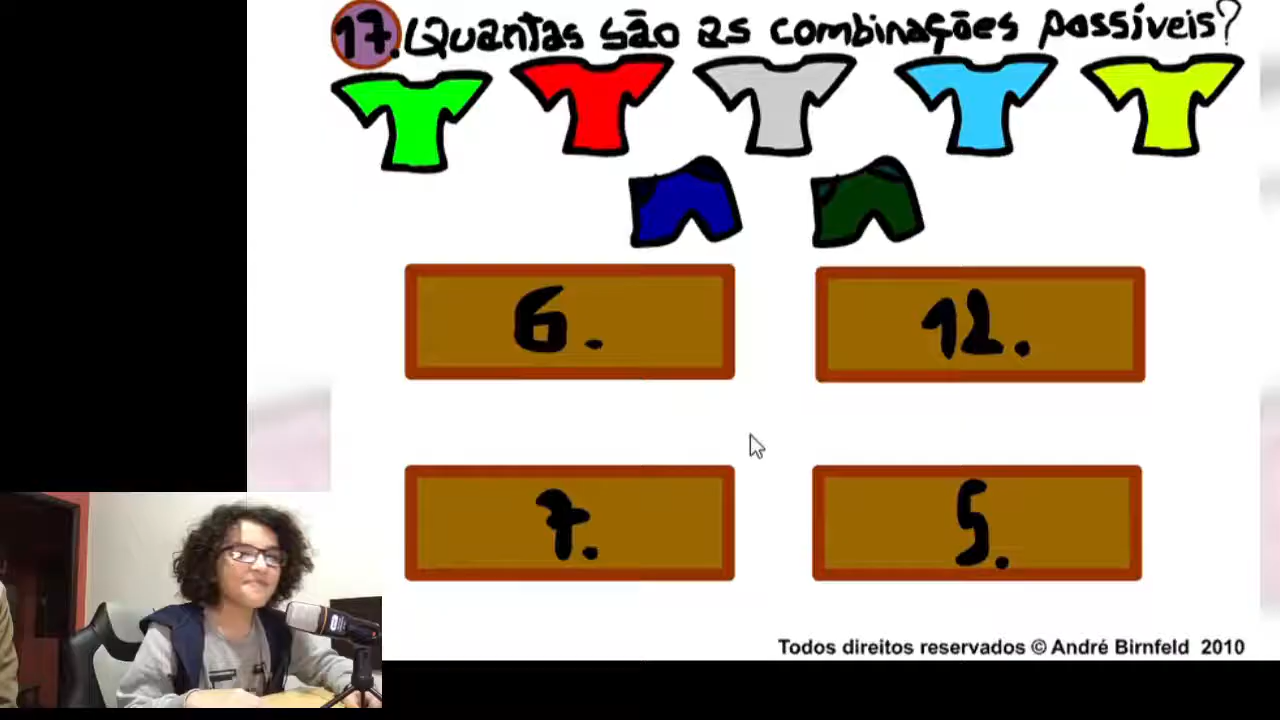 17. Quantas são as combinações possíveis?
6.
12.
7.
5.
Todos direitos reservados © André Birnfeld 2010